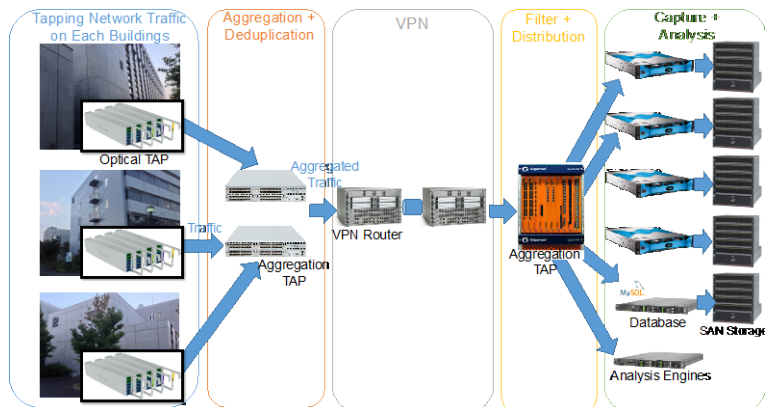 Tapping Network Traffic
on Each Buildings
Aggregation +
Deduplication
VPN
Filter +
Distribution
Capture +
Analysis
Optical TAP
Traffic
Aggregation
TAP
Aggregated
Traffic
VPN Router
Aggregation
TAP
MySQL
Database
SAN Storage
Analysis Engines